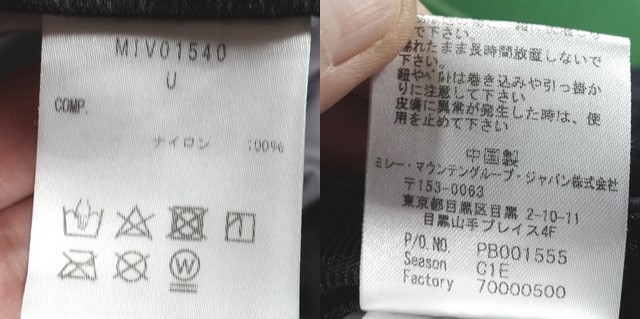 MIV01540
U
COMP.
ナイロン 100%
W
で下さい。
濡れたまま長時間放置しないで
下さい。
紐やベルトは巻き込みや引っ掛か
りに注意して下さい
皮膚に異常が発生した時は、使
用を止めて下さい
中国製
ミレー・マウンテングループ・ジャパン株式会社
〒153-0063
東京都目黒区目黒 2-10-11
目黒山手プレイス4F
P/O.NO. PB001555
Season C1E
Factory 70000500